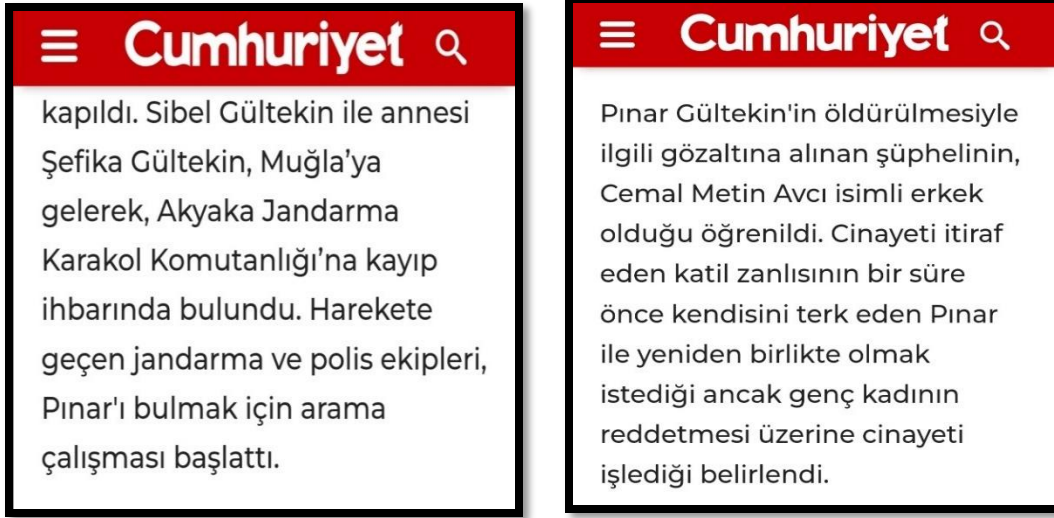 Cumhuriyet
kapıldı. Sibel Gültekin ile annesi
Şefika Gültekin, Muğla’ya
gelerek, Akyaka Jandarma
Karakol Komutanlığı’na kayıp
ihbarında bulundu. Harekete
geçen jandarma ve polis ekipleri,
Pınar'ı bulmak için arama
çalışması başlattı.
Cumhuriyet
Pınar Gültekin'in öldürülmesiyle
ilgili gözaltına alınan şüphelinin,
Cemal Metin Avcı isimli erkek
olduğu öğrenildi. Cinayeti itiraf
eden katil zanlısının bir süre
önce kendisini terk eden Pınar
ile yeniden birlikte olmak
istediği ancak genç kadının
reddetmesi üzerine cinayeti
işlediği belirlendi.